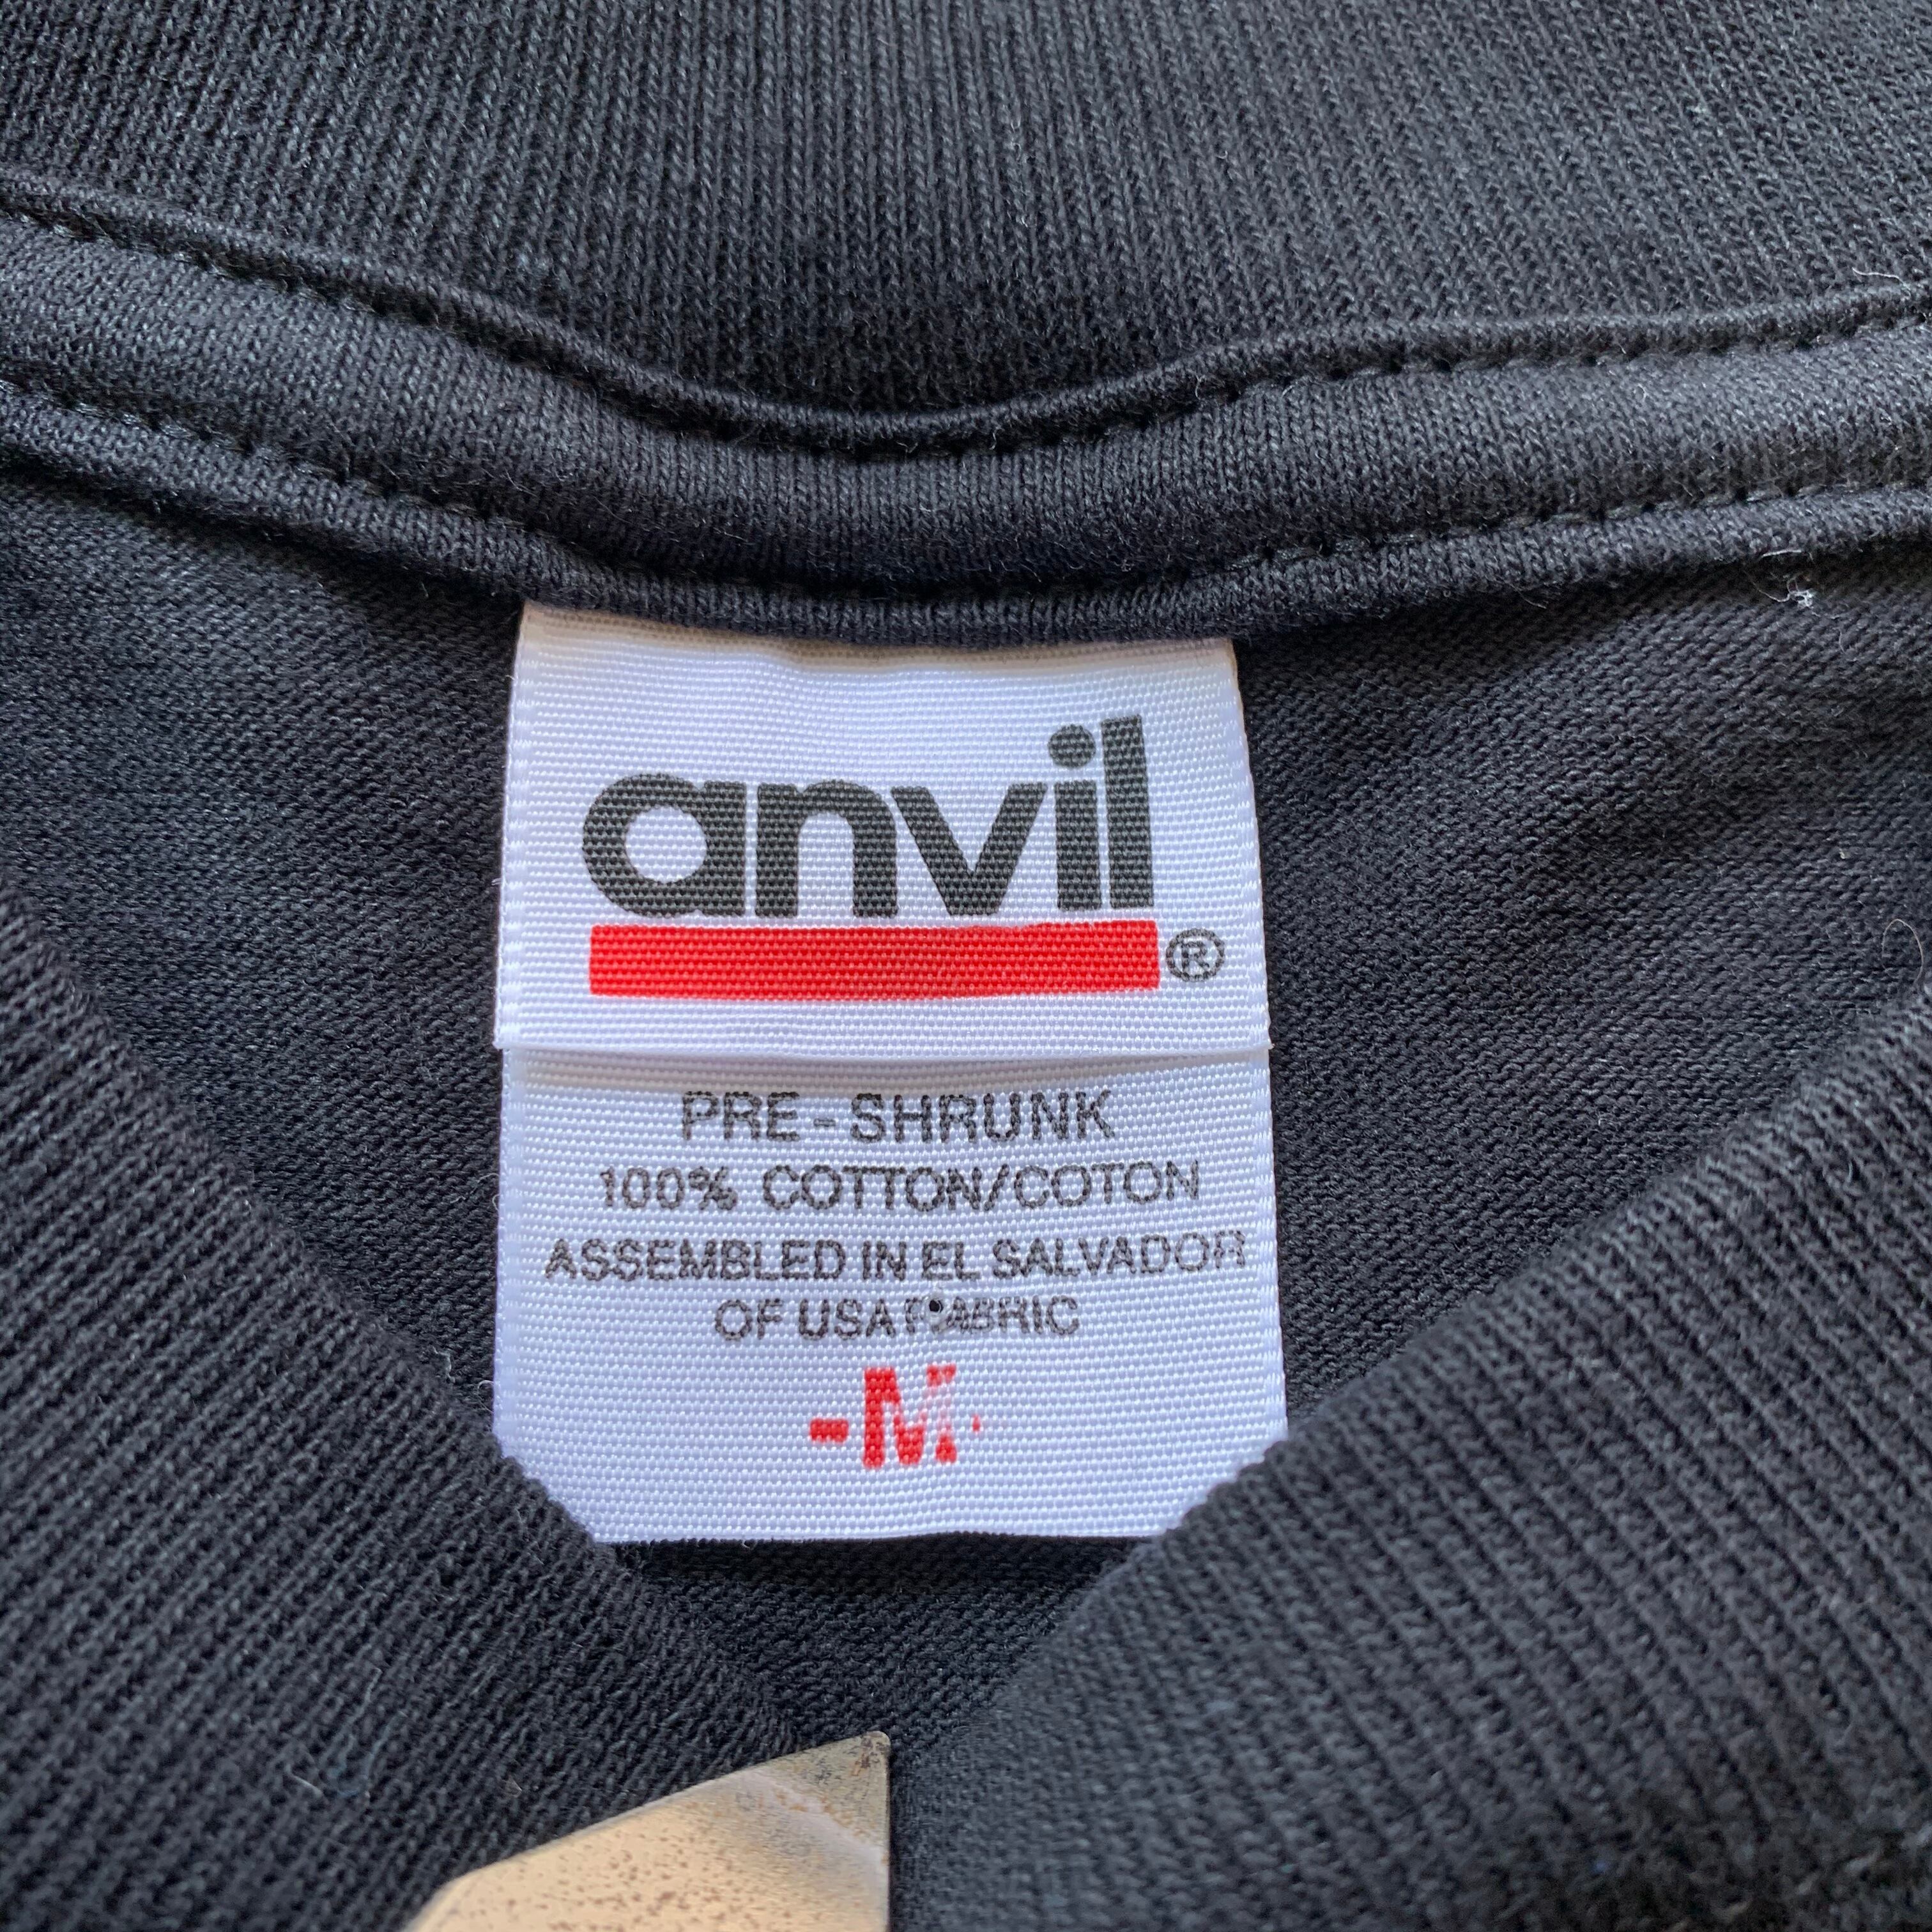 anvil®
PRE-SHRUNK
100% COTTON/COTON
ASSEMBLED IN EL SALVADOR
OF USA FABRIC
-M-